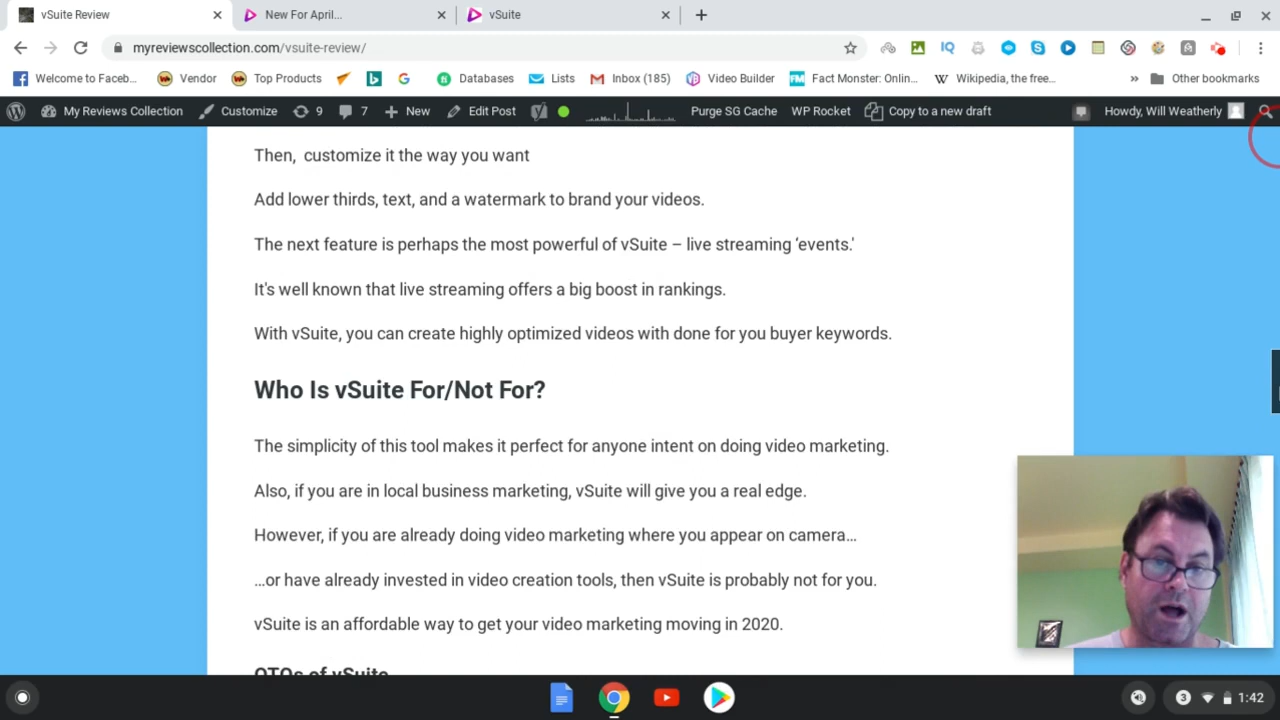 vSuite Review
New For April...
vSuite
myreviewscollection.com/vsuite-review/
IQ
Welcome to Faceb...
Vendor
Top Products
Databases
Lists
Inbox (185)
Video Builder
FM
Fact Monster: Onlin...
W
Wikipedia, the free...
»
Other bookmarks
My Reviews Collection
Customize
9
7
New
Edit Post
Purge SG Cache
WP Rocket
Copy to a new draft
Howdy, Will Weatherly
Then, customize it the way you want
Add lower thirds, text, and a watermark to brand your videos.
The next feature is perhaps the most powerful of vSuite – live streaming ‘events.'
It's well known that live streaming offers a big boost in rankings.
With vSuite, you can create highly optimized videos with done for you buyer keywords.
Who Is vSuite For/Not For?
The simplicity of this tool makes it perfect for anyone intent on doing video marketing.
Also, if you are in local business marketing, vSuite will give you a real edge.
However, if you are already doing video marketing where you appear on camera…
…or have already invested in video creation tools, then vSuite is probably not for you.
vSuite is an affordable way to get your video marketing moving in 2020.
OTOs of vSuite
3
1:42